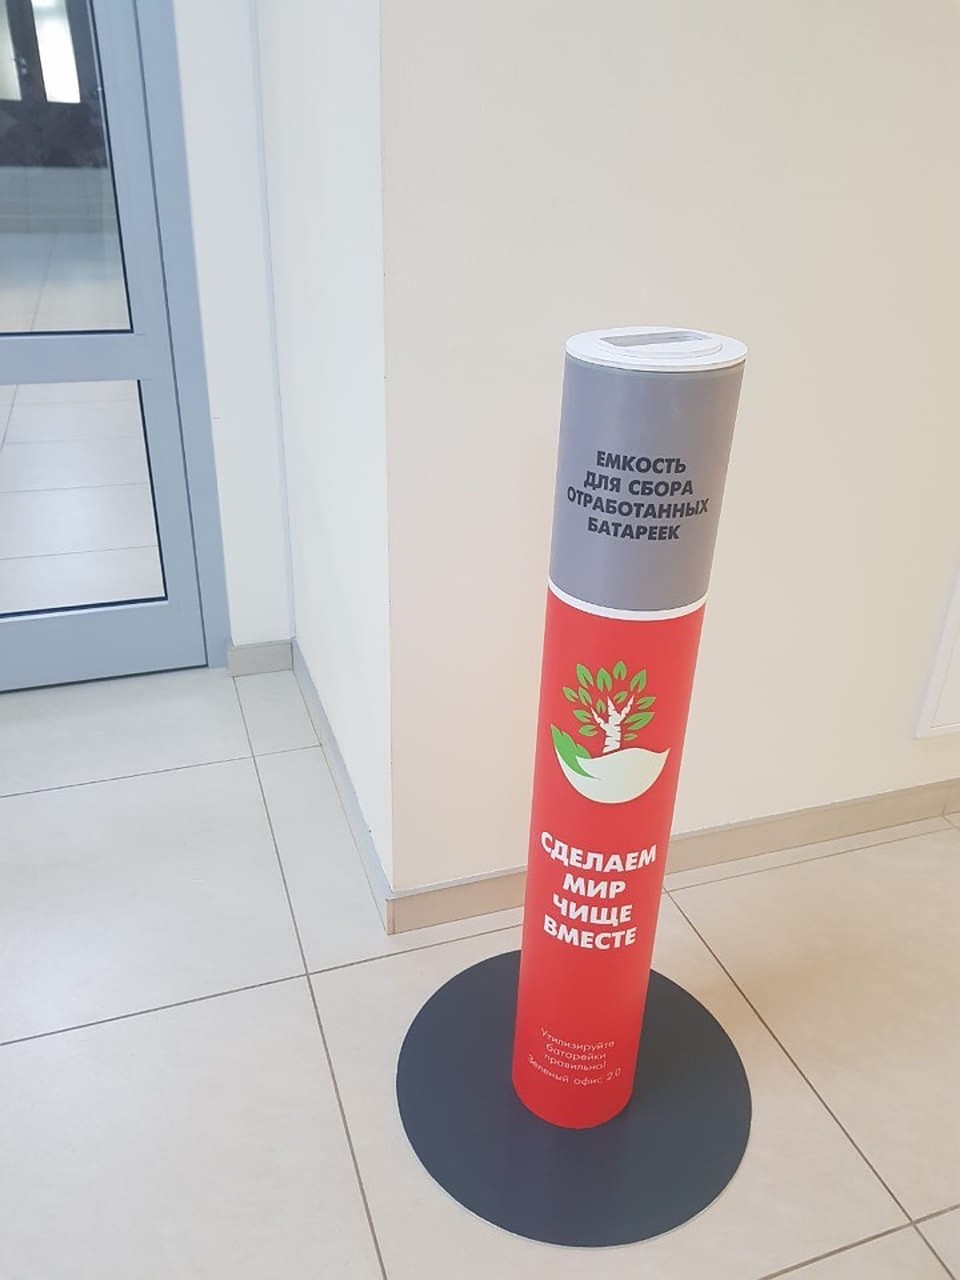 ЕМКОСТЬ
ДЛЯ СБОРА
ОТРАБОТАННЫХ
БАТАРЕЕК
СДЕЛАЕМ
МИР
ЧИЩЕ
ВМЕСТЕ
Утилизируйте
батарейки
правильно!
Зеленый офис 2.0